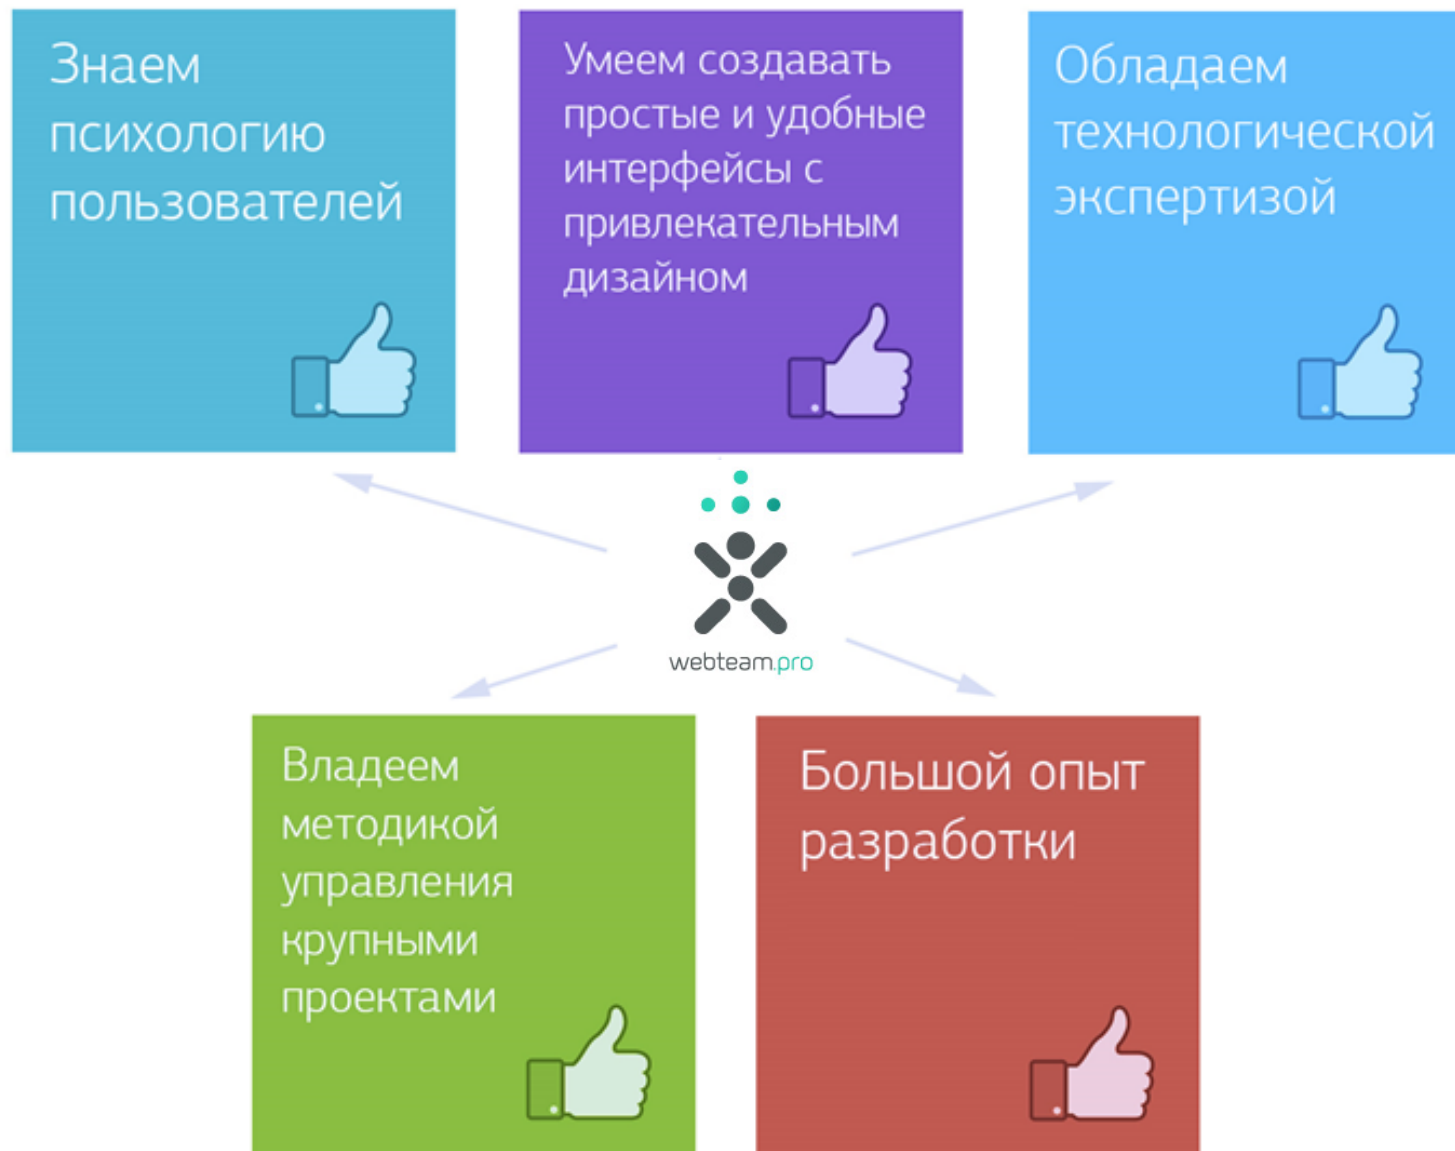 Знаем
психологию
пользователей
Умеем создавать
простые и удобные
интерфейсы с
привлекательным
дизайном
Обладаем
технологической
экспертизой
webteam.pro
Владеем
методикой
управления
крупными
проектами
Большой опыт
разработки